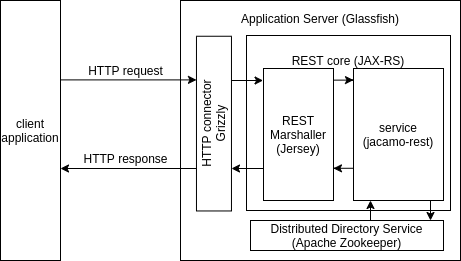 Application Server (Glassfish)
REST core (JAX-RS)
HTTP request
HTTP connector
Grizzly
client
application
REST
Marshaller
(Jersey)
service
(jacamo-rest)
HTTP response
Distributed Directory Service
(Apache Zookeeper)